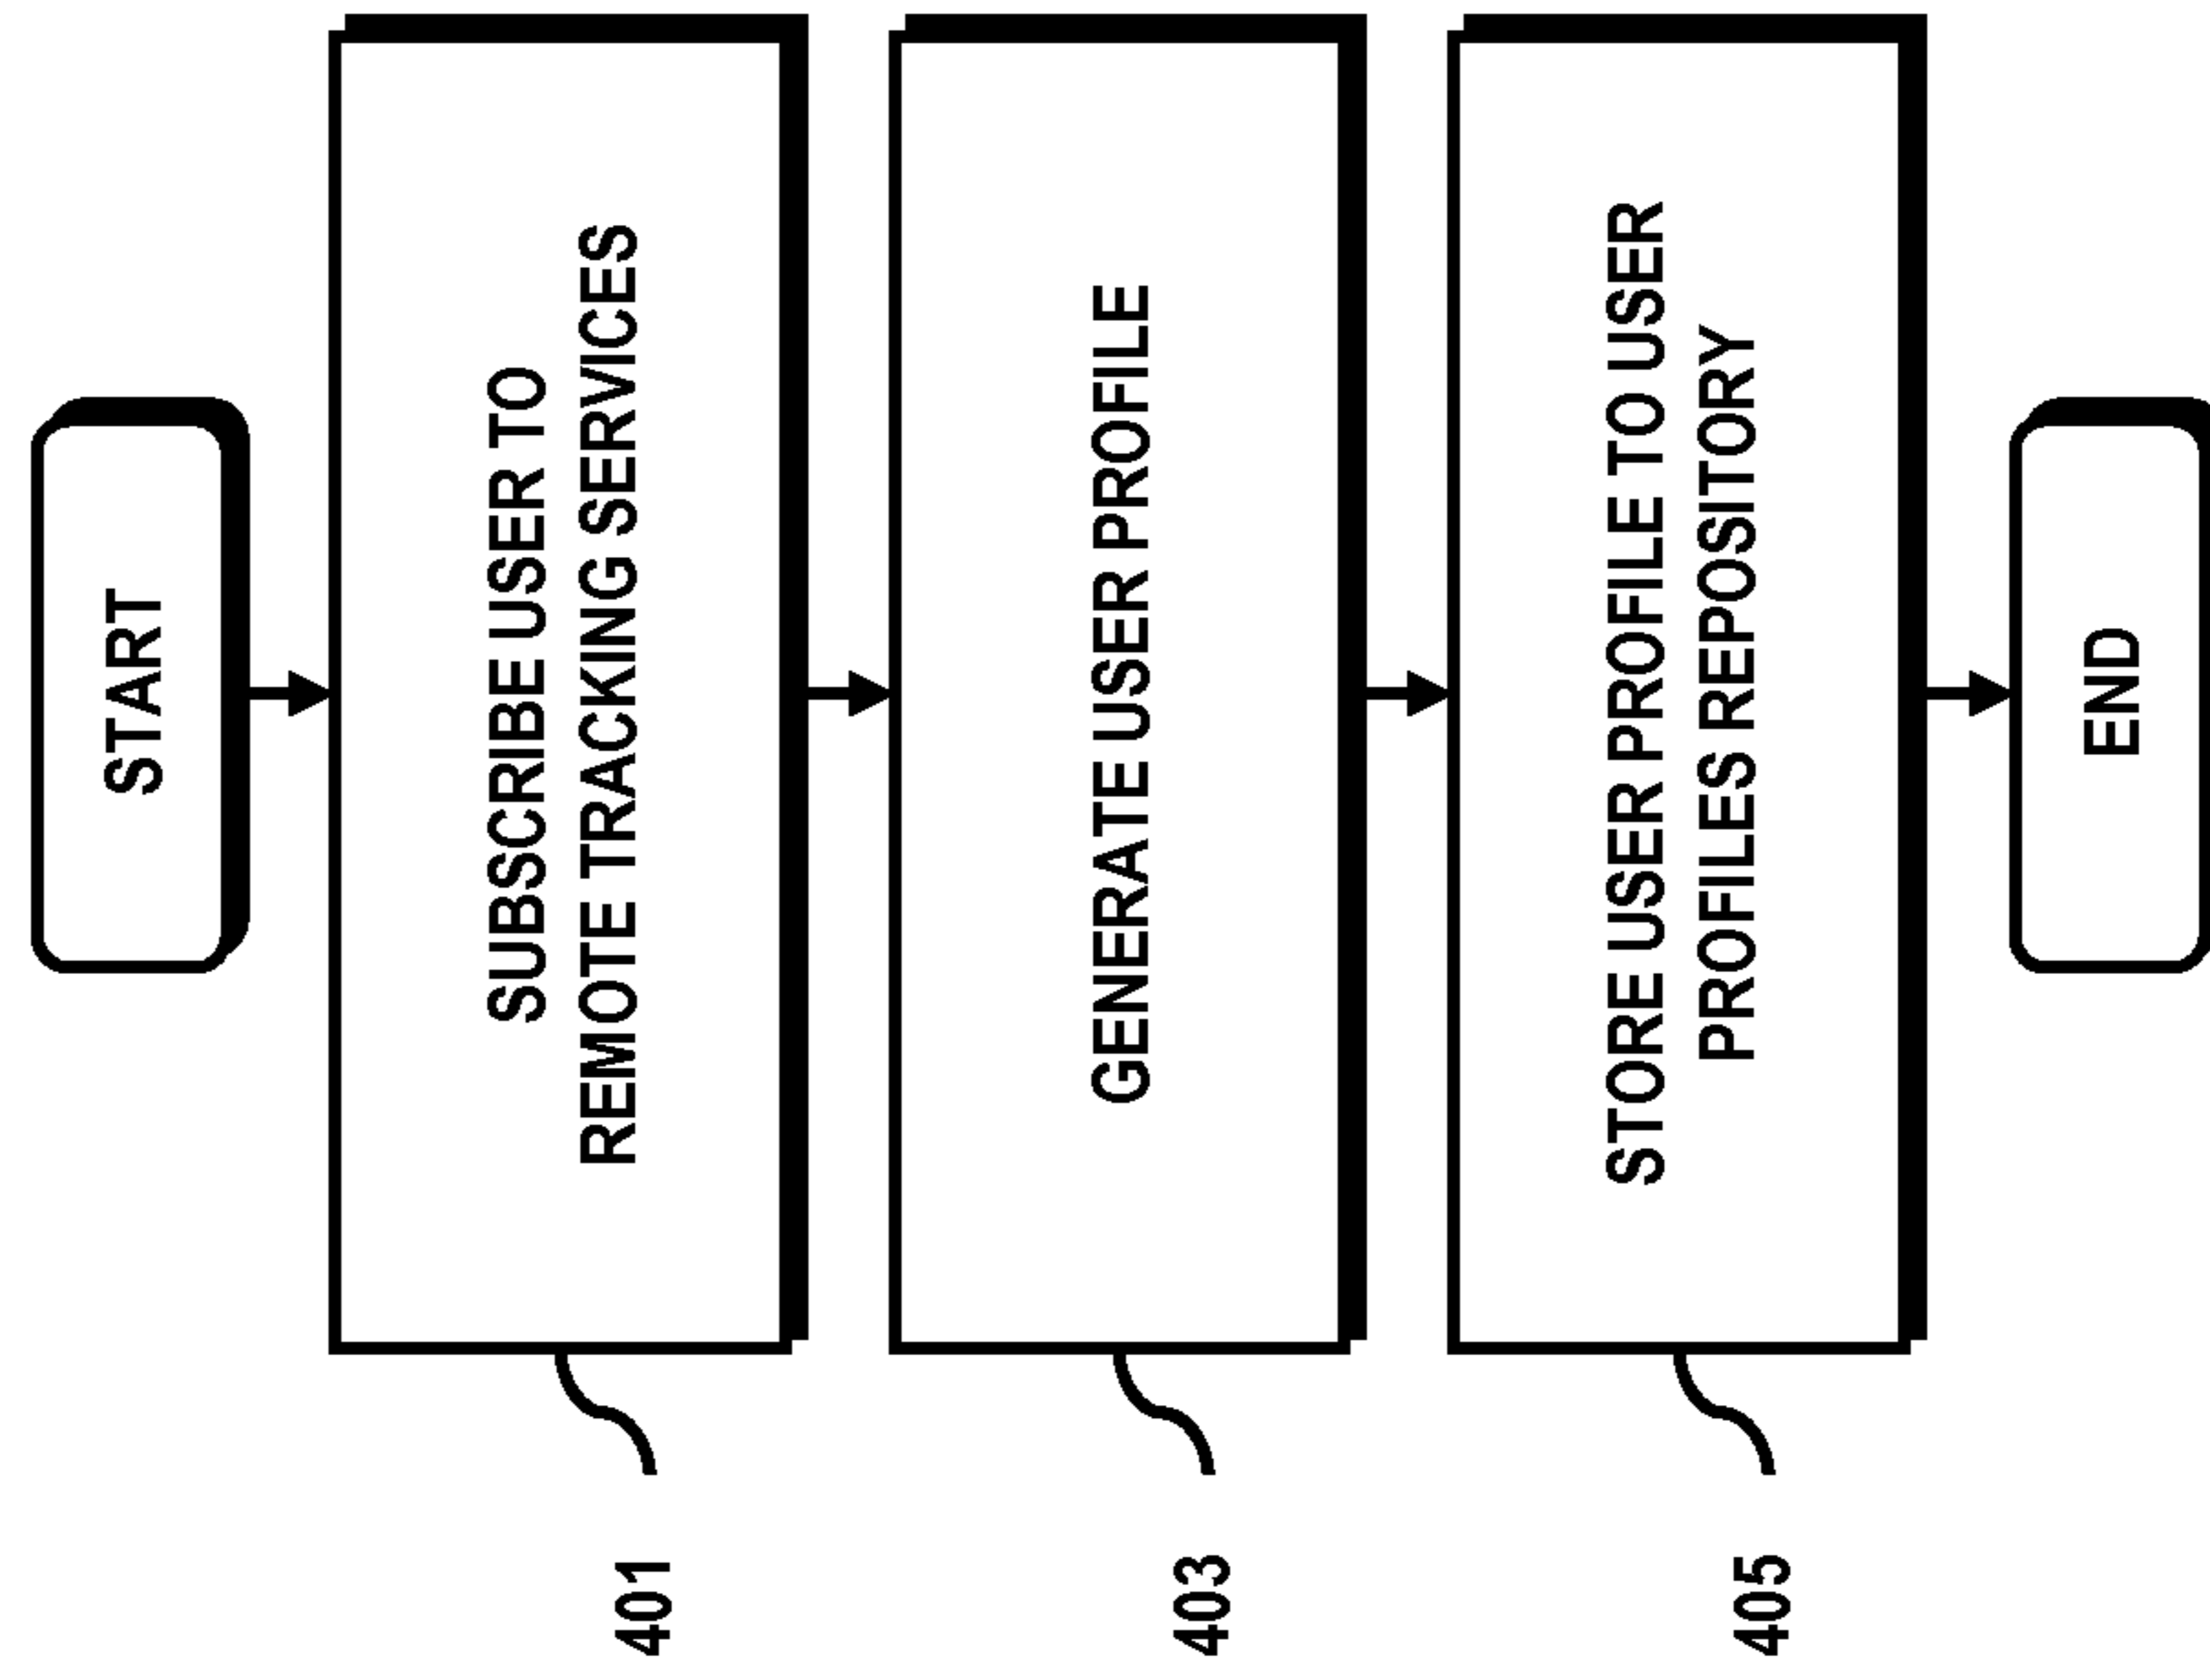 START
SUBSCRIBE USER TO
REMOTE TRACKING SERVICES
401
GENERATE USER PROFILE
403
STORE USER PROFILE TO USER
PROFILES REPOSITORY
405
END